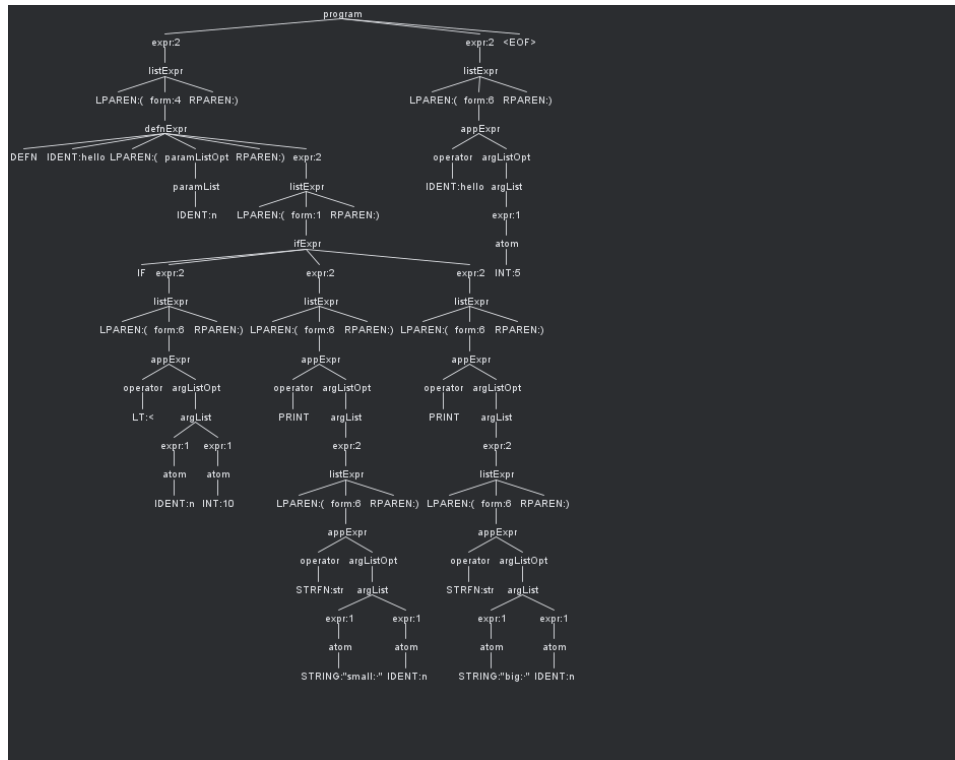 program
expr:2 expr:2 <EOF>
listExpr listExpr
LPAREN:( form:4 RPAREN:) LPAREN:( form:6 RPAREN:)
defnExpr appExpr
DEFN IDENT:hello LPAREN:( paramListOpt RPAREN:) expr:2 operator argListOpt
paramList listExpr IDENT:hello argList
IDENT:n LPAREN:( form:1 RPAREN:) expr:1
ifExpr atom
IF expr:2 expr:2 expr:2 INT:5
listExpr listExpr listExpr
LPAREN:( form:6 RPAREN:) LPAREN:( form:6 RPAREN:) LPAREN:( form:6 RPAREN:)
appExpr appExpr appExpr
operator argListOpt operator argListOpt operator argListOpt
LT:< argList PRINT argList PRINT argList
expr:1 expr:1 expr:2 expr:2
atom atom listExpr listExpr
IDENT:n INT:10 LPAREN:( form:6 RPAREN:) LPAREN:( form:6 RPAREN:)
appExpr appExpr
operator argListOpt operator argListOpt
STRFN:str argList STRFN:str argList
expr:1 expr:1 expr:1 expr:1
atom atom atom atom
STRING:"small:·" IDENT:n STRING:"big:·" IDENT:n